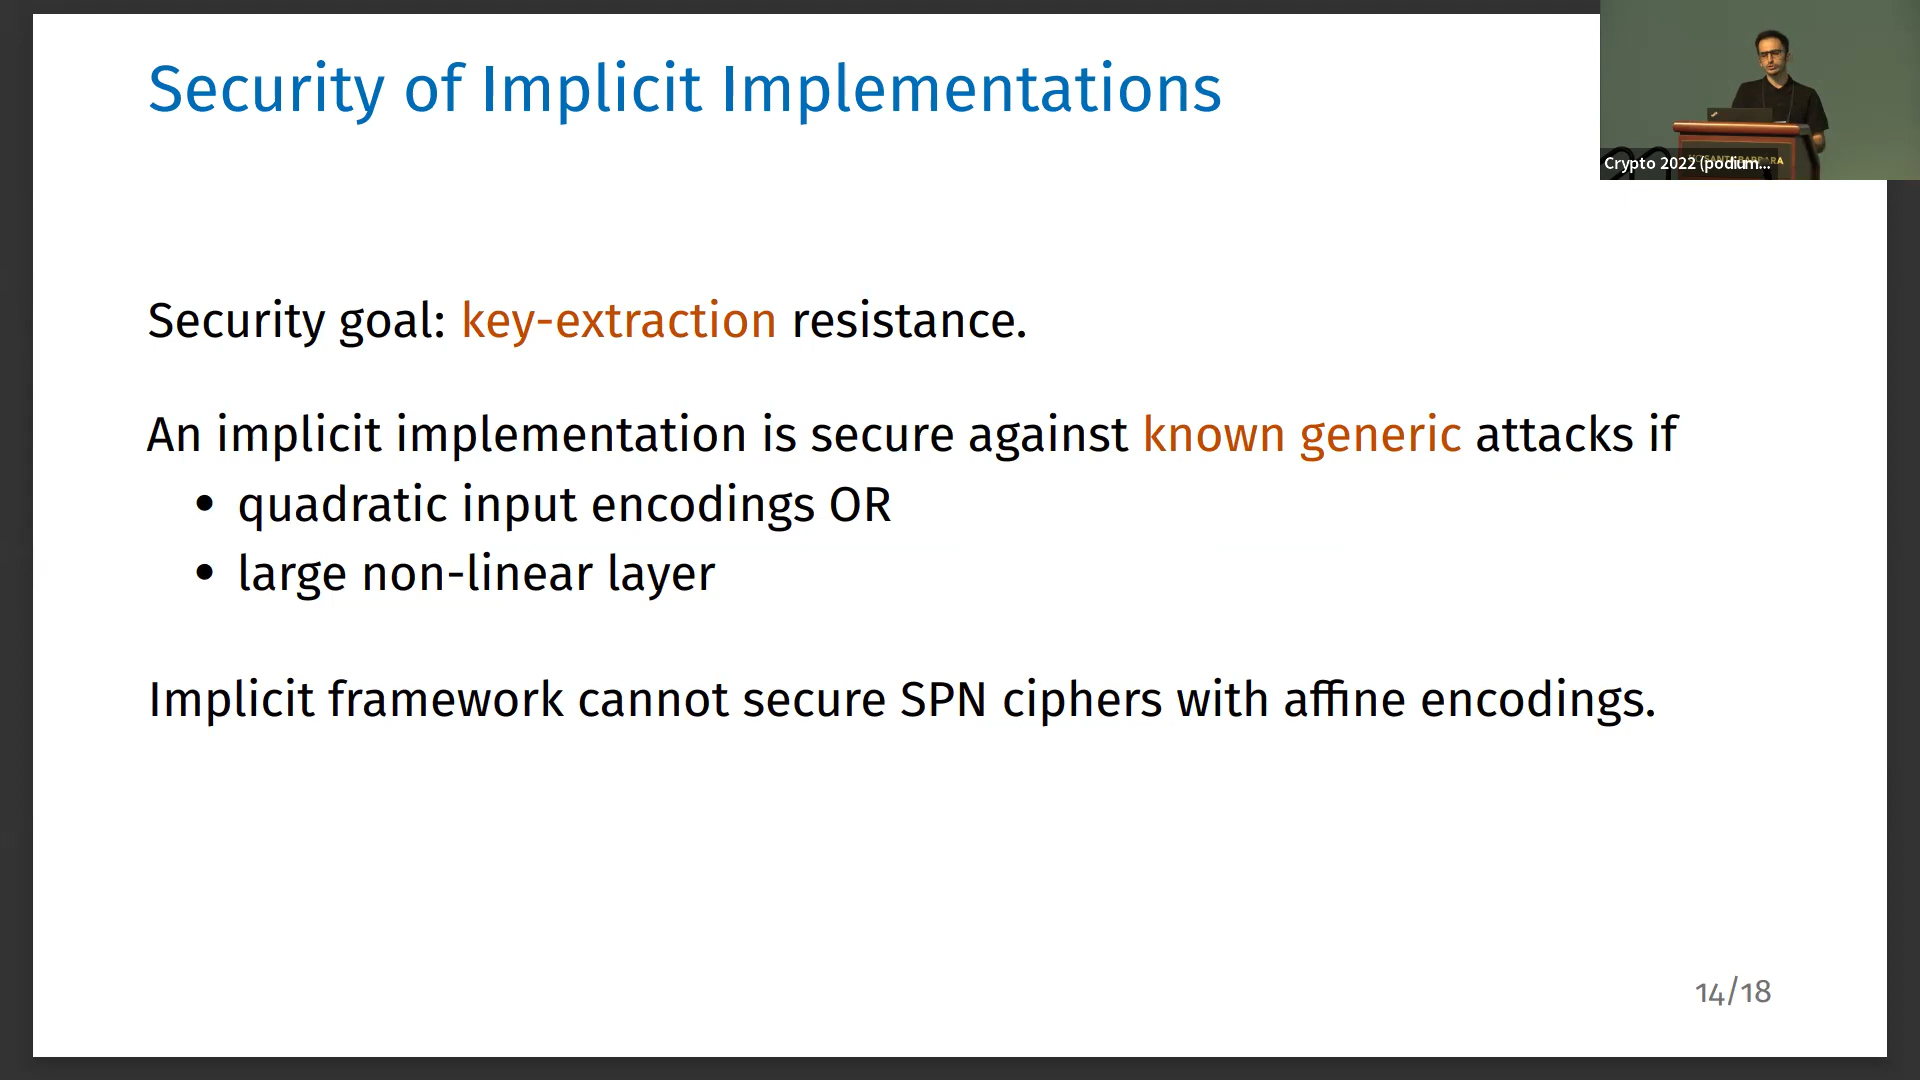 Security of Implicit Implementations
Security goal: key-extraction resistance.
An implicit implementation is secure against known generic attacks if
• quadratic input encodings OR
• large non-linear layer
Implicit framework cannot secure SPN ciphers with affine encodings.
14/18
Crypto 2022 (podium...